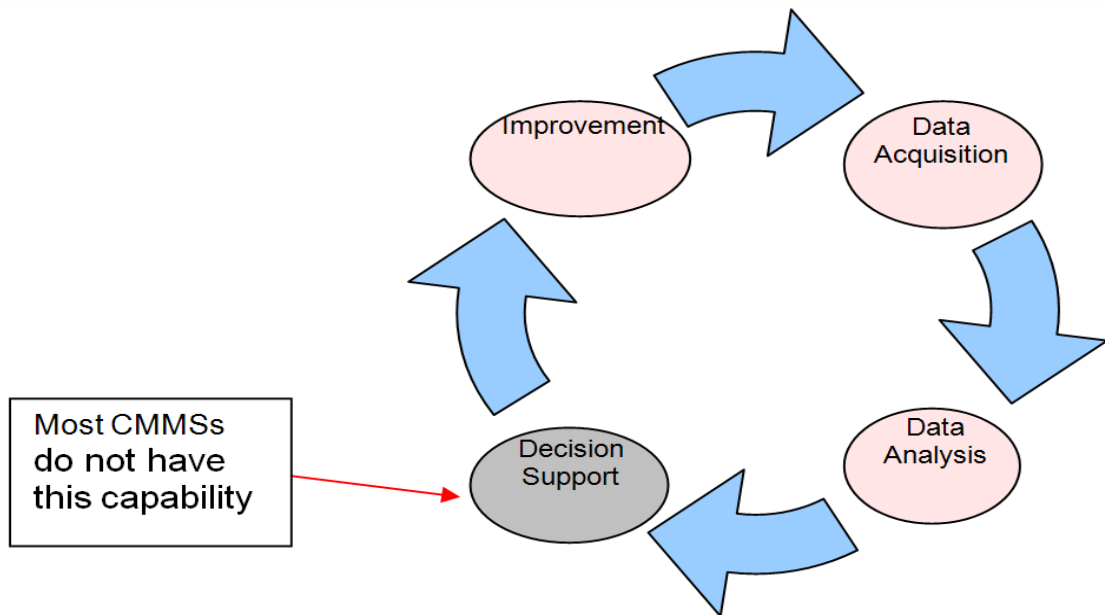 Improvement
Data
Acquisition
Data
Analysis
Decision
Support
Most CMMSs
do not have
this capability